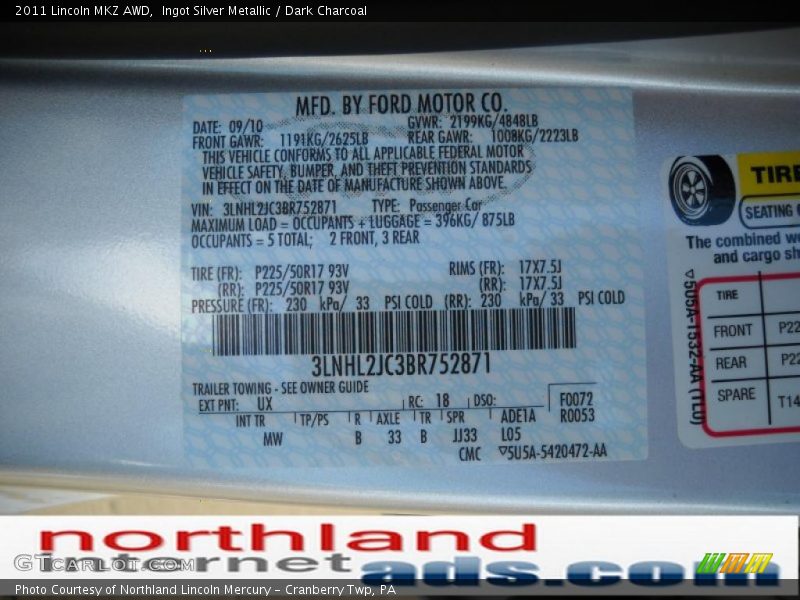 2011 Lincoln MKZ AWD, Ingot Silver Metallic / Dark Charcoal
MFD. BY FORD MOTOR CO.
DATE: 09/10 GVWR: 2199KG/4848LB
FRONT GAWR: 1191KG/2625LB REAR GAWR: 1008KG/2223LB
THIS VEHICLE CONFORMS TO ALL APPLICABLE FEDERAL MOTOR
VEHICLE SAFETY, BUMPER, AND THEFT PREVENTION STANDARDS
IN EFFECT ON THE DATE OF MANUFACTURE SHOWN ABOVE.
VIN: 3LNHL2JC3BR752871 TYPE: Passenger Car
MAXIMUM LOAD = OCCUPANTS + LUGGAGE = 396KG/ 875LB
OCCUPANTS = 5 TOTAL; 2 FRONT, 3 REAR
TIRE (FR): P225/50R17 93V RIMS (FR): 17X7.5J
(RR): P225/50R17 93V (RR): 17X7.5J
PRESSURE (FR): 230 kPa/ 33 PSI COLD (RR): 230 kPa/ 33 PSI COLD
3LNHL2JC3BR752871
TRAILER TOWING - SEE OWNER GUIDE
EXT PNT: UX RC: 18 DSO: F0072
INT TR TP/PS R AXLE TR SPR ADE1A R0053
MW B 33 B JJ33 L05
CMC ▽5U5A-5420472-AA
TIRE
SEATING
The combined we
and cargo sh
▽5U5A-1532-AA (TLU)
TIRE
FRONT P22
REAR P22
SPARE T14
northland
internet
ads.com
GTCARLOT.COM
Photo Courtesy of Northland Lincoln Mercury - Cranberry Twp, PA